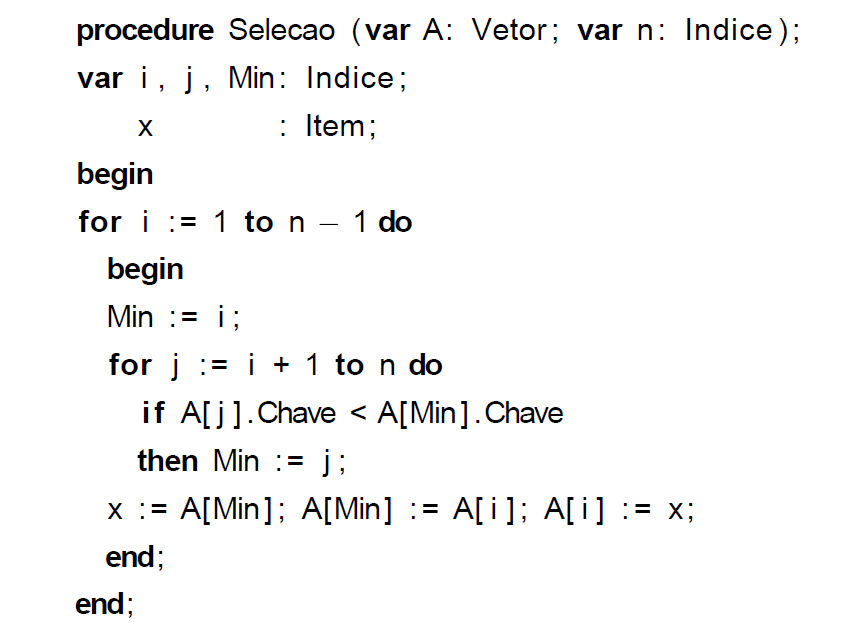 procedure Selecao (var A: Vetor; var n: Indice);
var i, j, Min: Indice;
x : Item;
begin
for i := 1 to n − 1 do
begin
Min := i;
for j := i + 1 to n do
if A[j].Chave < A[Min].Chave
then Min := j;
x := A[Min]; A[Min] := A[i]; A[i] := x;
end;
end;